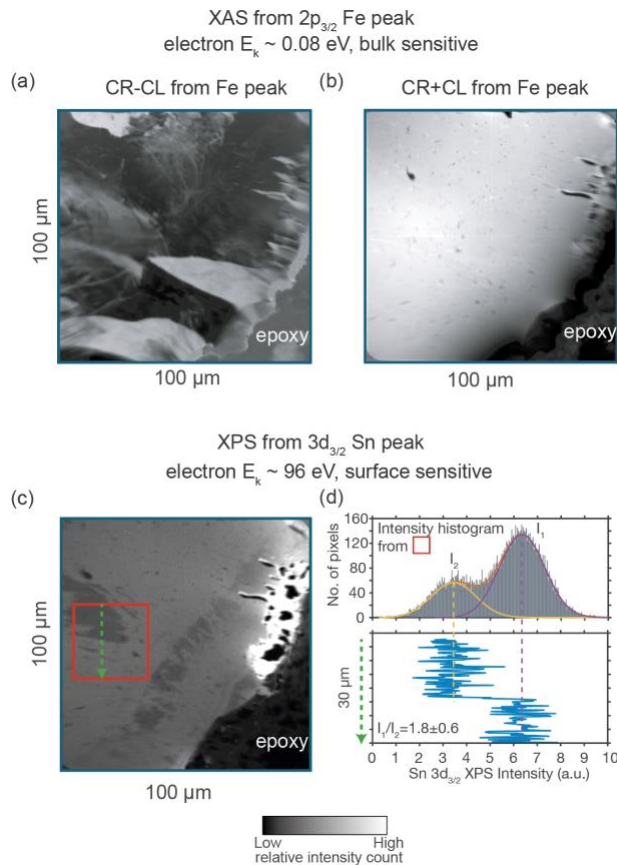 XAS from 2p3/2 Fe peak
electron Ek ~ 0.08 eV, bulk sensitive
(a)
CR-CL from Fe peak
100 µm
epoxy
100 µm
(b)
CR+CL from Fe peak
epoxy
100 µm
XPS from 3d3/2 Sn peak
electron Ek ~ 96 eV, surface sensitive
(c)
100 µm
epoxy
100 µm
(d)
No. of pixels
160
120
80
40
0
Intensity histogram
from
I1
I2
30 µm
I1/I2=1.8±0.6
0 1 2 3 4 5 6 7 8 9 10
Sn 3d3/2 XPS Intensity (a.u.)
Low High
relative intensity count